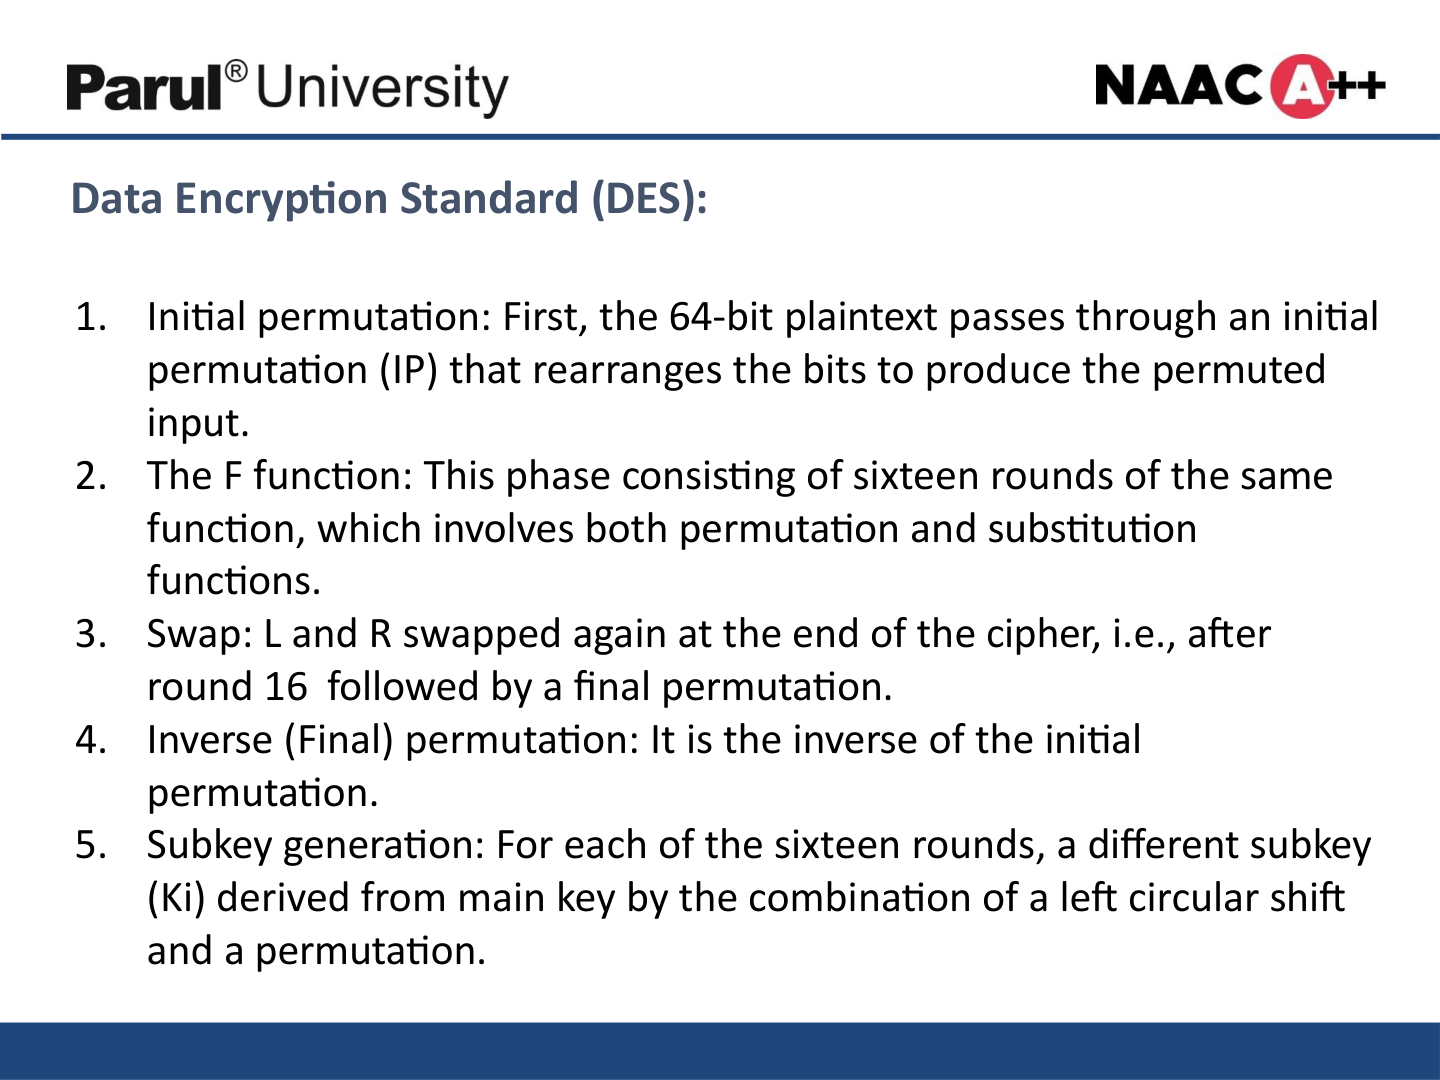 Parul® University
NAAC A++
Data Encryption Standard (DES):
1. Initial permutation: First, the 64-bit plaintext passes through an initial
permutation (IP) that rearranges the bits to produce the permuted
input.
2. The F function: This phase consisting of sixteen rounds of the same
function, which involves both permutation and substitution
functions.
3. Swap: L and R swapped again at the end of the cipher, i.e., after
round 16  followed by a final permutation.
4. Inverse (Final) permutation: It is the inverse of the initial
permutation.
5. Subkey generation: For each of the sixteen rounds, a different subkey
(Ki) derived from main key by the combination of a left circular shift
and a permutation.